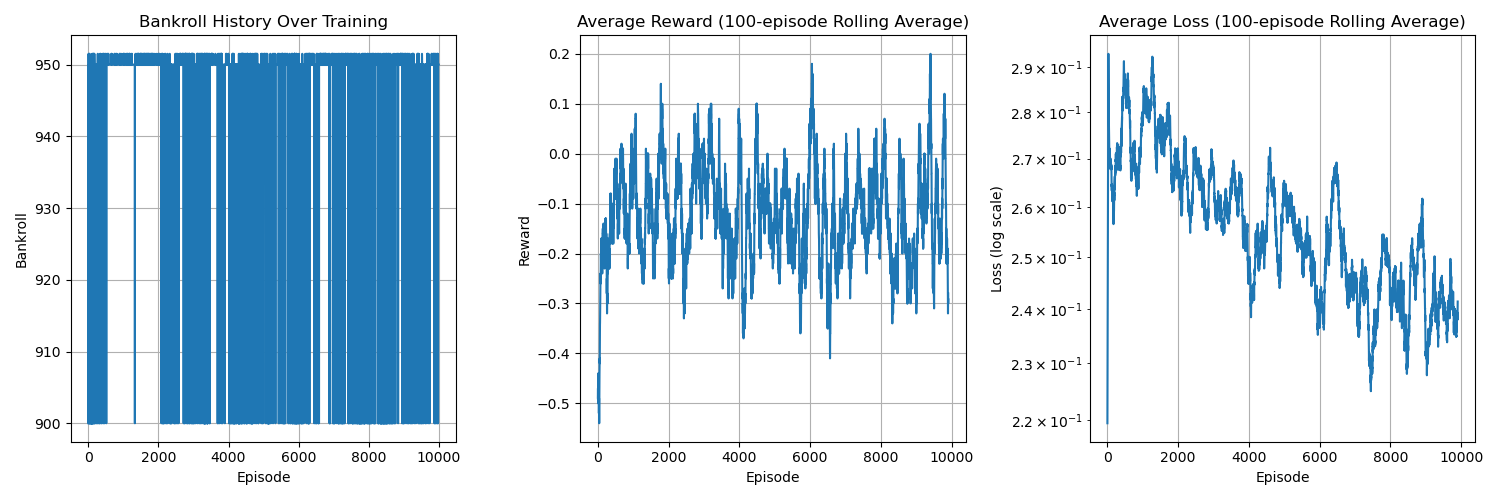 Bankroll History Over Training
Bankroll
950
940
930
920
910
900
0 2000 4000 6000 8000 10000
Episode
Average Reward (100-episode Rolling Average)
Reward
0.2
0.1
0.0
−0.1
−0.2
−0.3
−0.4
−0.5
0 2000 4000 6000 8000 10000
Episode
Average Loss (100-episode Rolling Average)
Loss (log scale)
2.9 × 10⁻¹
2.8 × 10⁻¹
2.7 × 10⁻¹
2.6 × 10⁻¹
2.5 × 10⁻¹
2.4 × 10⁻¹
2.3 × 10⁻¹
2.2 × 10⁻¹
0 2000 4000 6000 8000 10000
Episode